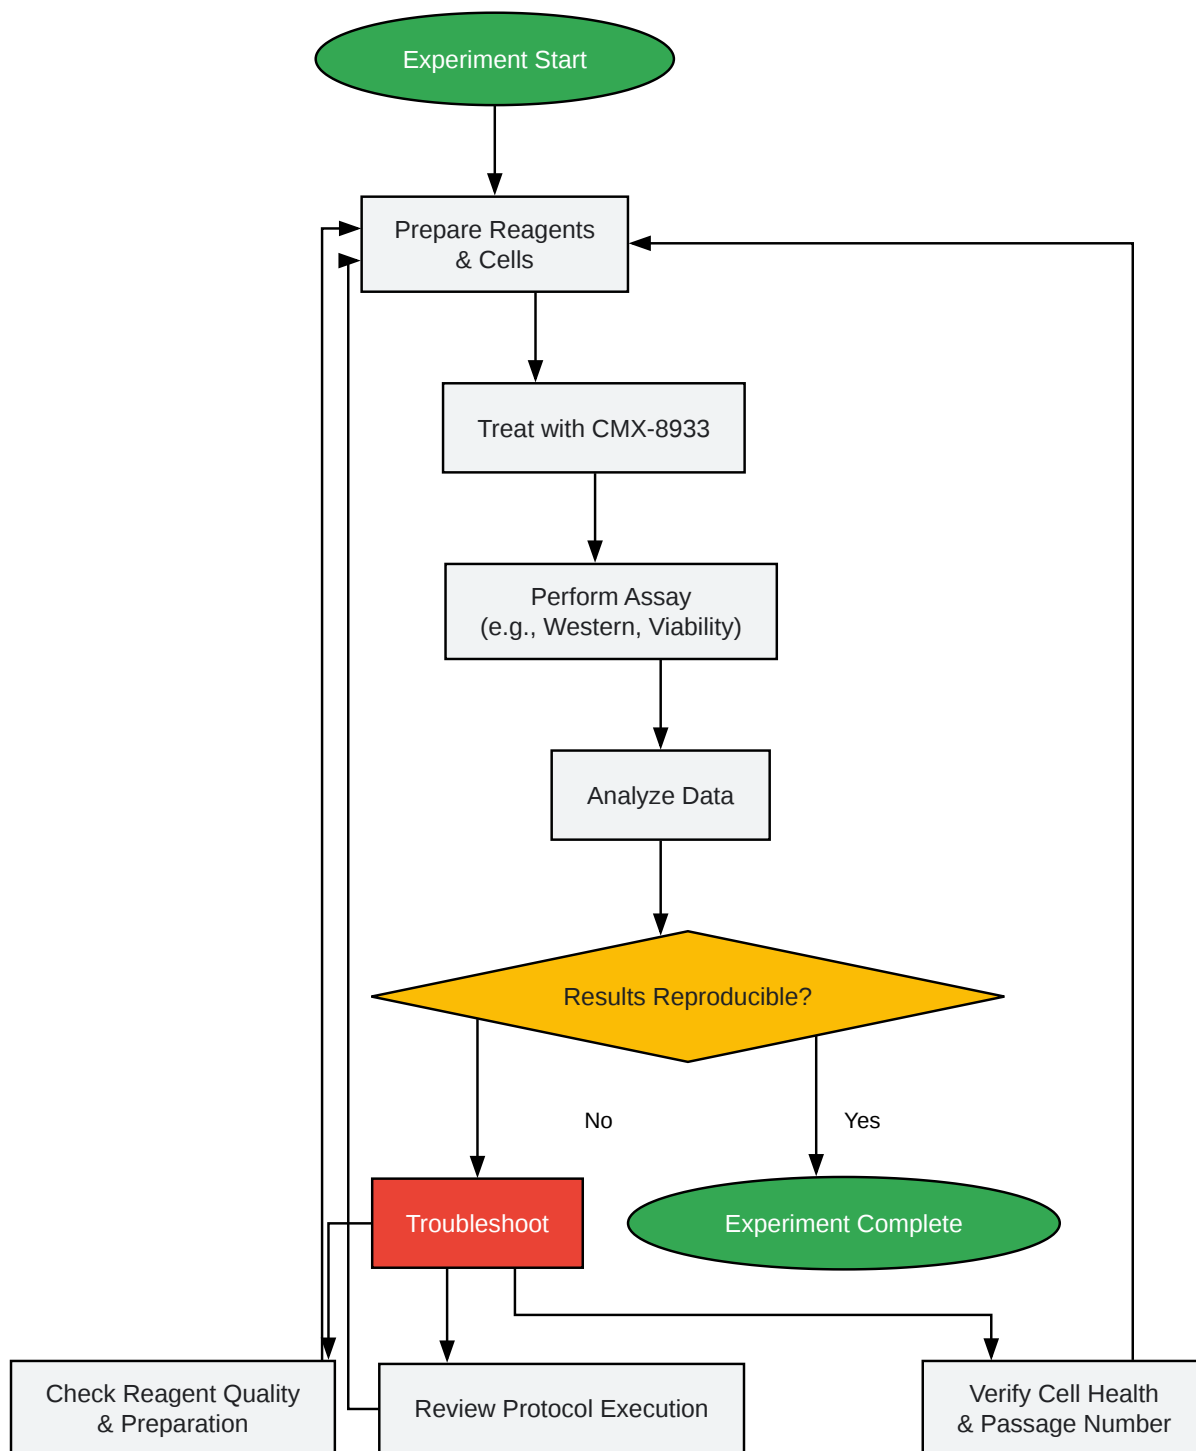 Experiment Start
Prepare Reagents
& Cells
Treat with CMX-8933
Perform Assay
(e.g., Western, Viability)
Analyze Data
Results Reproducible?
No
Yes
Troubleshoot
Experiment Complete
Check Reagent Quality
& Preparation
Review Protocol Execution
Verify Cell Health
& Passage Number